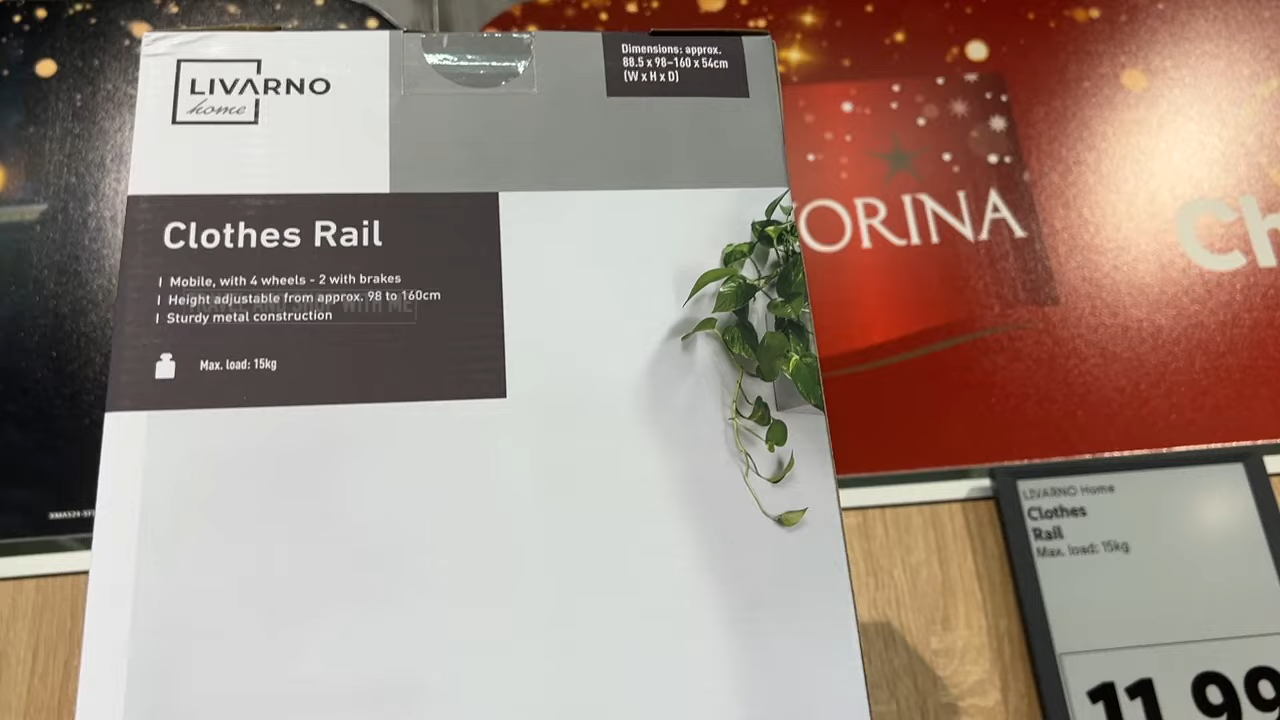 LIVARNO
home
Dimensions: approx.
88.5 x 98-160 x 54cm
(W x H x D)
Clothes Rail
I Mobile, with 4 wheels - 2 with brakes
I Height adjustable from approx. 98 to 160cm
I Sturdy metal construction
Max. load: 15kg
ORINA
Ch
LIVARNO Home
Clothes
Rail
Max. load: 15kg
11.99